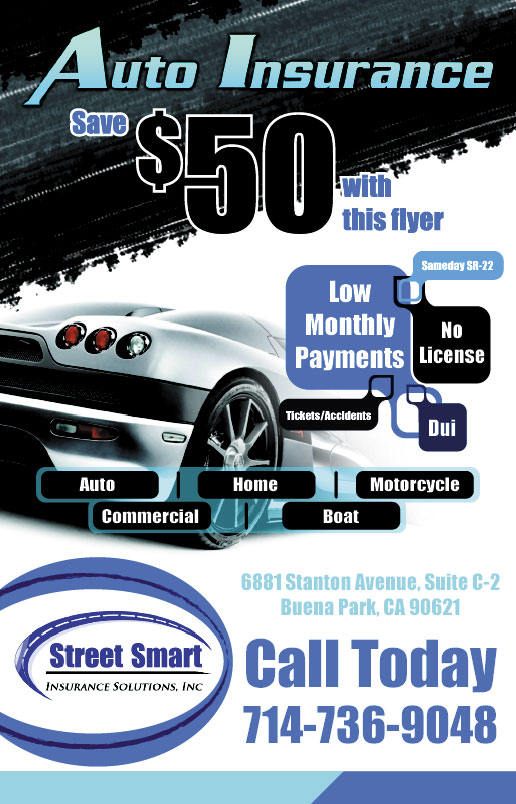 Auto Insurance
Save
$50
with
this flyer
Sameday SR-22
Low
Monthly
Payments
No
License
Tickets/Accidents
Dui
Auto
Home
Motorcycle
Commercial
Boat
6881 Stanton Avenue, Suite C-2
Buena Park, CA 90621
Street Smart
Insurance Solutions, Inc
Call Today
714-736-9048